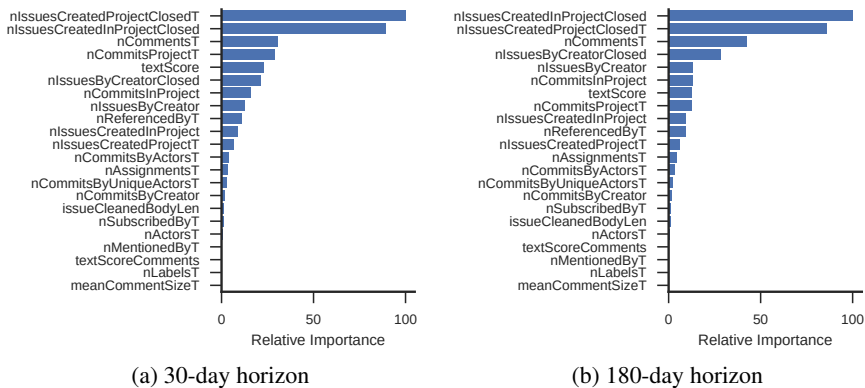 nIssuesCreatedProjectClosedT
nIssuesCreatedInProjectClosed
nCommentsT
nCommitsProjectT
textScore
nIssuesByCreatorClosed
nCommitsInProject
nIssuesByCreator
nReferencedByT
nIssuesCreatedInProject
nIssuesCreatedProjectT
nCommitsByActorsT
nAssignmentsT
nCommitsByUniqueActorsT
nCommitsByCreator
issueCleanedBodyLen
nSubscribedByT
nActorsT
nMentionedByT
textScoreComments
nLabelsT
meanCommentSizeT
0 50 100
Relative Importance
(a) 30-day horizon
nIssuesCreatedInProjectClosed
nIssuesCreatedProjectClosedT
nCommentsT
nIssuesByCreatorClosed
nIssuesByCreator
nCommitsInProject
textScore
nCommitsProjectT
nIssuesCreatedInProject
nReferencedByT
nIssuesCreatedProjectT
nAssignmentsT
nCommitsByActorsT
nCommitsByUniqueActorsT
nCommitsByCreator
nSubscribedByT
issueCleanedBodyLen
nActorsT
textScoreComments
nMentionedByT
nLabelsT
meanCommentSizeT
0 50 100
Relative Importance
(b) 180-day horizon